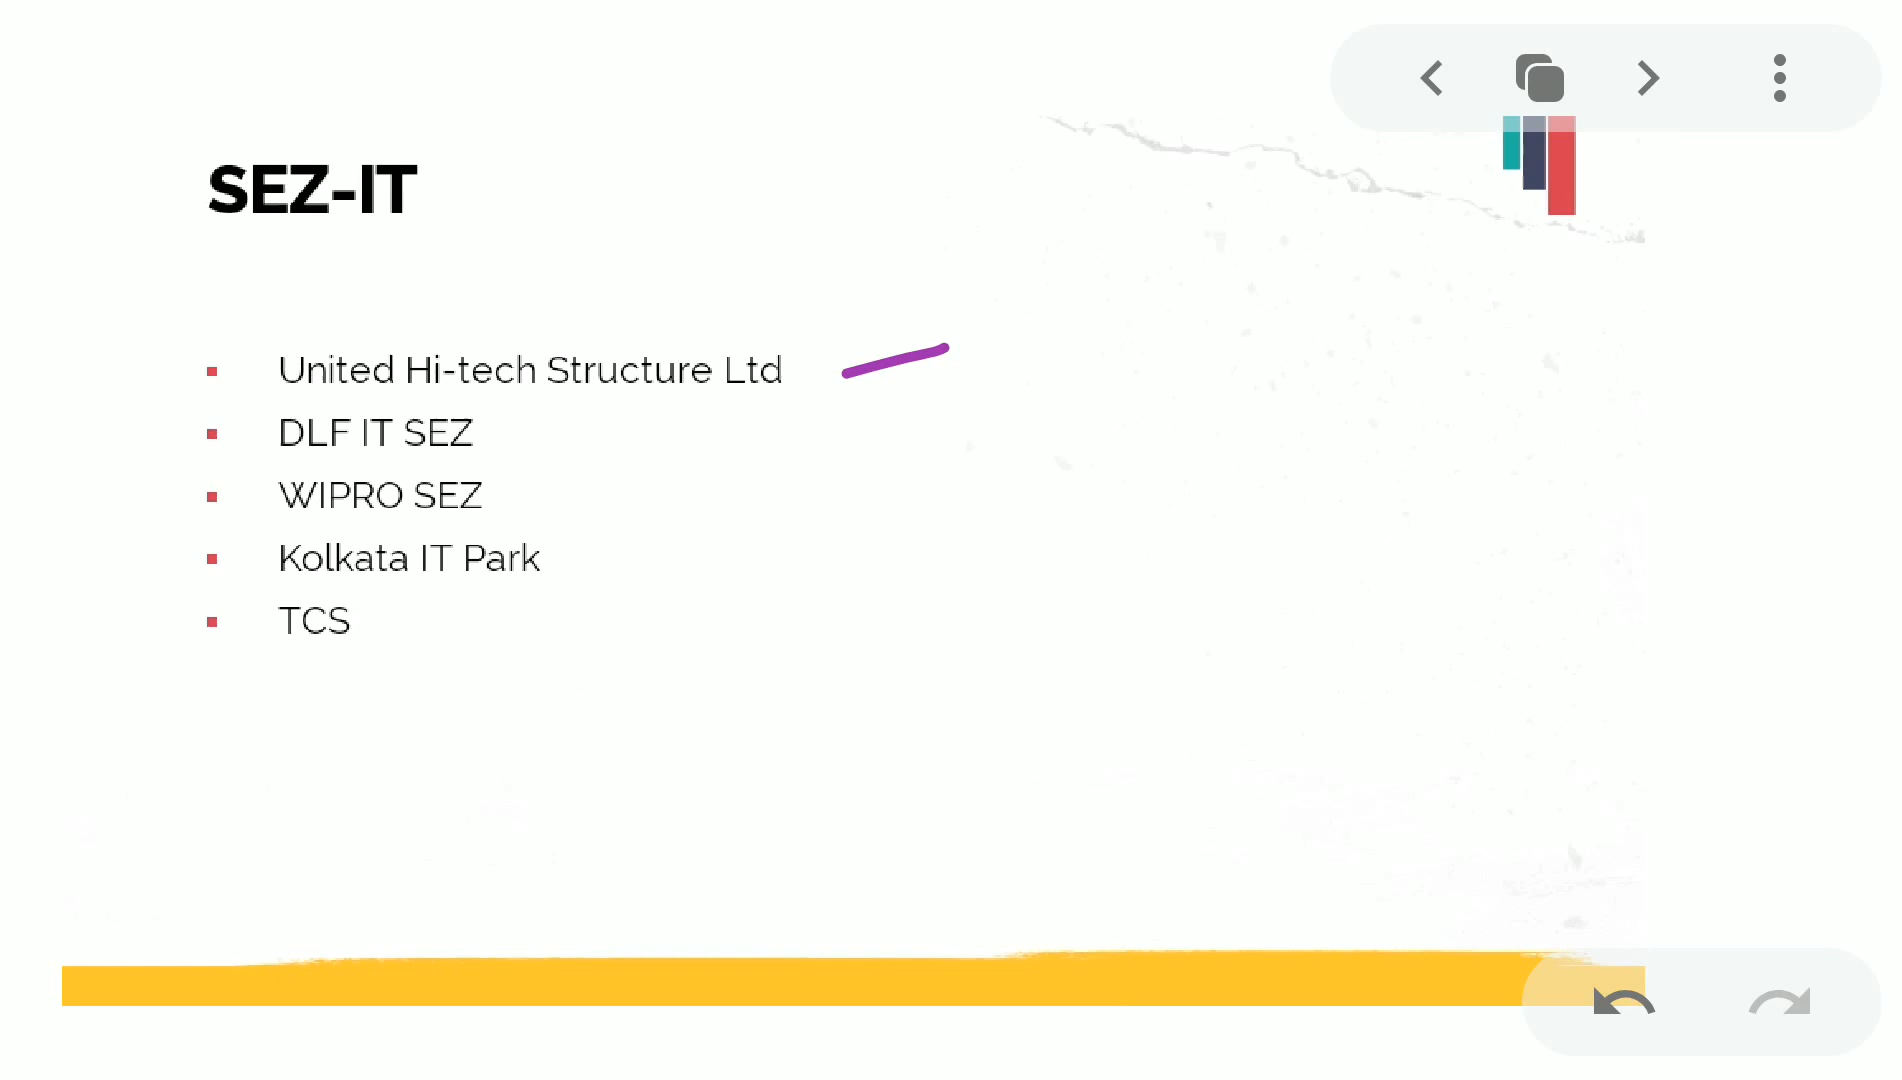 SEZ-IT
United Hi-tech Structure Ltd
DLF IT SEZ
WIPRO SEZ
Kolkata IT Park
TCS